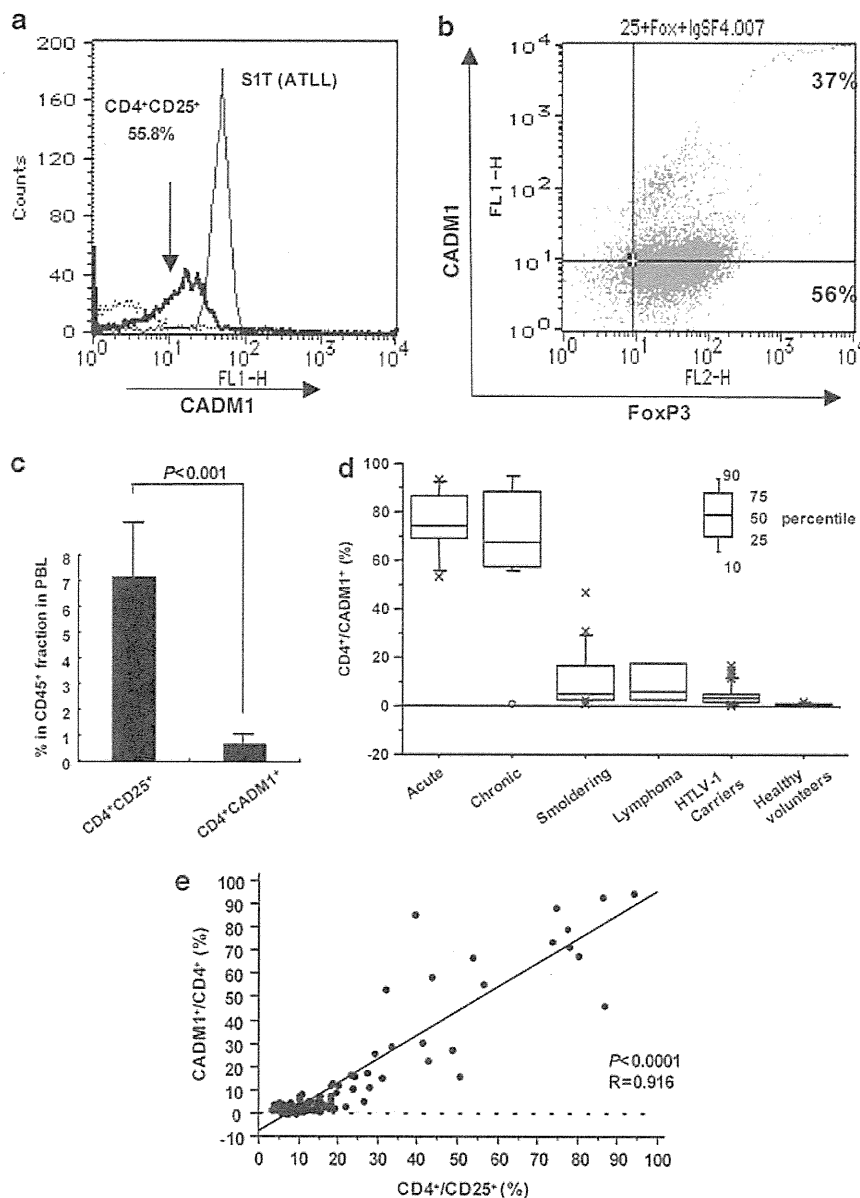 a
200
160
120
80
40
0
Counts
CD4⁺CD25⁺
55.8%
S1T (ATLL)
10⁰ 10¹ 10² 10³ 10⁴
FL1-H
CADM1
b
25+Fox+IgSF4.007
10⁴
10³
10²
10¹
10⁰
CADM1
FL1-H
37%
56%
10⁰ 10¹ 10² 10³ 10⁴
FL2-H
FoxP3
c
P<0.001
8
7
6
5
4
3
2
1
0
% in CD45⁺ fraction in PBL
CD4⁺CD25⁺
CD4⁺CADM1⁺
d
100
80
60
40
20
0
-20
CD4⁺/CADM1⁺ (%)
90
75
50 percentile
25
10
Acute
Chronic
Smoldering
Lymphoma
HTLV-1
Carriers
Healthy
volunteers
e
100
90
80
70
60
50
40
30
20
10
0
-10
CADM1⁺/CD4⁺ (%)
P<0.0001
R=0.916
0 10 20 30 40 50 60 70 80 90 100
CD4⁺/CD25⁺ (%)